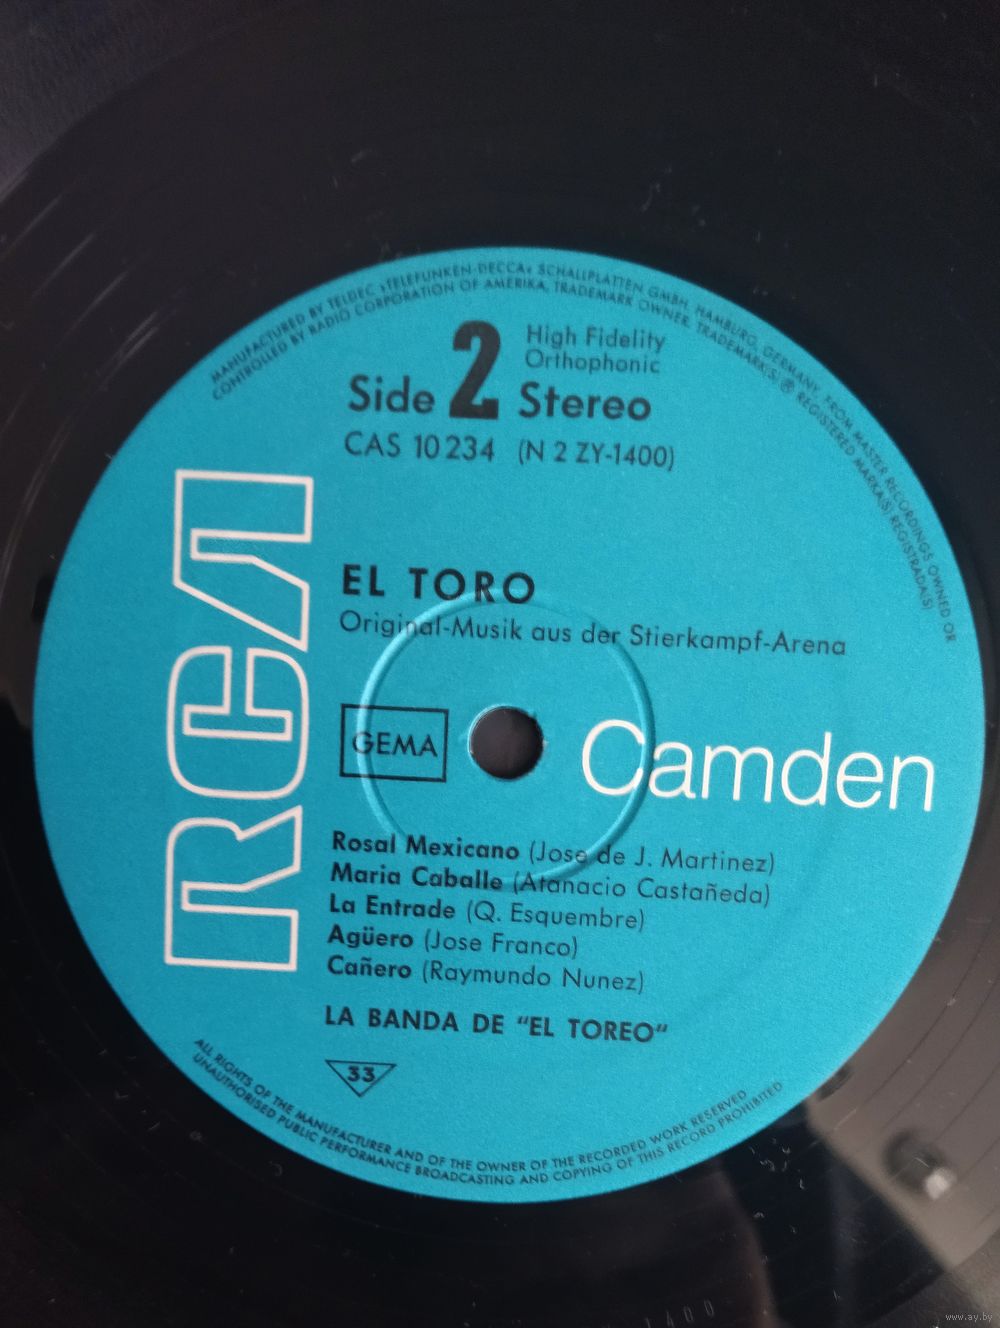 MANUFACTURED BY TELDEC »TELEFUNKEN-DECCA« SCHALLPLATTEN GMBH, HAMBURG, GERMANY, FROM MASTER RECORDINGS OWNED OR
CONTROLLED BY RADIO CORPORATION OF AMERIKA, TRADEMARK OWNER, TRADEMARK(S) ® REGISTERED MARKA(S) REGISTRADA(S)
Side 2
High Fidelity
Orthophonic
Stereo
CAS 10 234 (N 2 ZY-1400)
RCA
EL TORO
Original-Musik aus der Stierkampf-Arena
GEMA
Camden
Rosal Mexicano (Jose de J. Martinez)
Maria Caballe (Atanacio Castañeda)
La Entrade (Q. Esquembre)
Agüero (Jose Franco)
Cañero (Raymundo Nunez)
LA BANDA DE "EL TOREO"
33
ALL RIGHTS OF THE MANUFACTURER AND OF THE OWNER OF THE RECORDED WORK RESERVED
UNAUTHORISED PUBLIC PERFORMANCE BROADCASTING AND COPYING OF THIS RECORD PROHIBITED
1400
www.ay.by